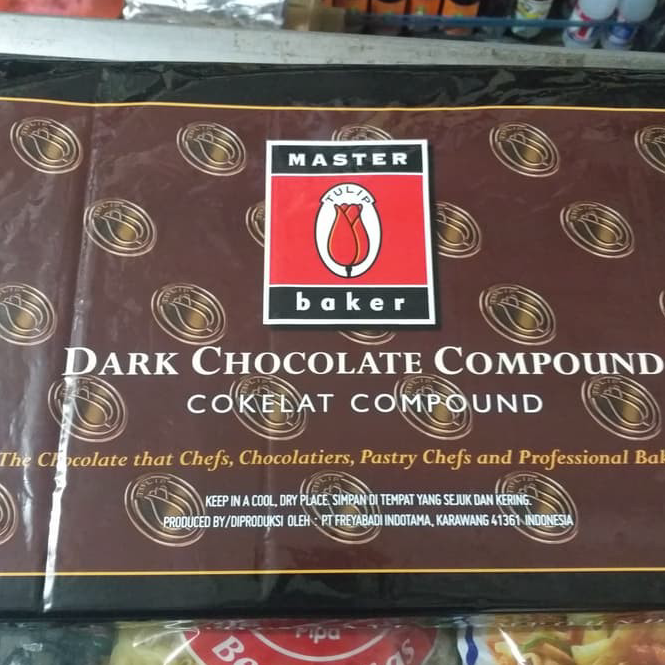 MASTER
TULIP
baker
DARK CHOCOLATE COMPOUND
COKELAT COMPOUND
The Chocolate that Chefs, Chocolatiers, Pastry Chefs and Professional Bak
KEEP IN A COOL, DRY PLACE. SIMPAN DI TEMPAT YANG SEJUK DAN KERING.
PRODUCED BY/DIPRODUKSI OLEH : PT FREYABADI INDOTAMA, KARAWANG 41361 INDONESIA
Pipa